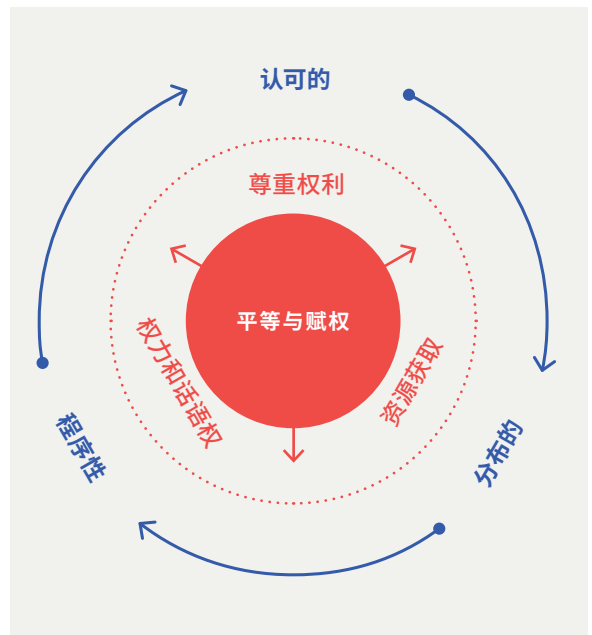 认可的
尊重权利
平等与赋权
权力和话语权
资源获取
程序性
分布的